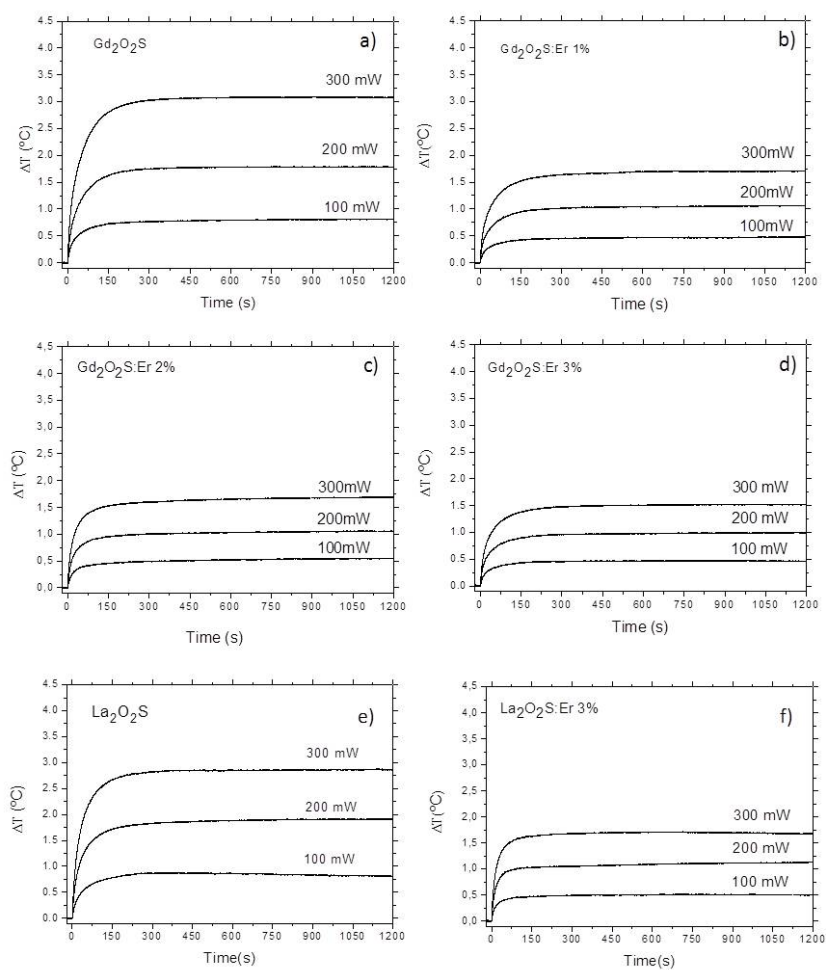 Gd2O2S
a)
300 mW
200 mW
100 mW
ΔT (ºC)
4.5
4.0
3.5
3.0
2.5
2.0
1.5
1.0
0.5
0.0
0 150 300 450 600 750 900 1050 1200
Time (s)
Gd2O2S:Er 1%
b)
300mW
200mW
100mW
ΔT(ºC)
4.5
4.0
3.5
3.0
2.5
2.0
1.5
1.0
0.5
0.0
0 150 300 450 600 750 900 1050 1200
Time (s)
Gd2O2S:Er 2%
c)
300mW
200mW
100mW
ΔT (ºC)
4,5
4,0
3,5
3,0
2,5
2,0
1,5
1,0
0,5
0,0
0 150 300 450 600 750 900 1050 1200
Time (s)
Gd2O2S:Er 3%
d)
300 mW
200 mW
100 mW
ΔT (ºC)
4,5
4,0
3,5
3,0
2,5
2,0
1,5
1,0
0,5
0,0
0 150 300 450 600 750 900 1050 1200
Time (s)
La2O2S
e)
300 mW
200 mW
100 mW
ΔT (ºC)
4.5
4.0
3.5
3.0
2.5
2.0
1.5
1.0
0.5
0.0
0 150 300 450 600 750 900 1050 1200
Time(s)
La2O2S:Er 3%
f)
300 mW
200 mW
100 mW
ΔT(ºC)
4,5
4,0
3,5
3,0
2,5
2,0
1,5
1,0
0,5
0,0
0 150 300 450 600 750 900 1050 1200
Time(s)